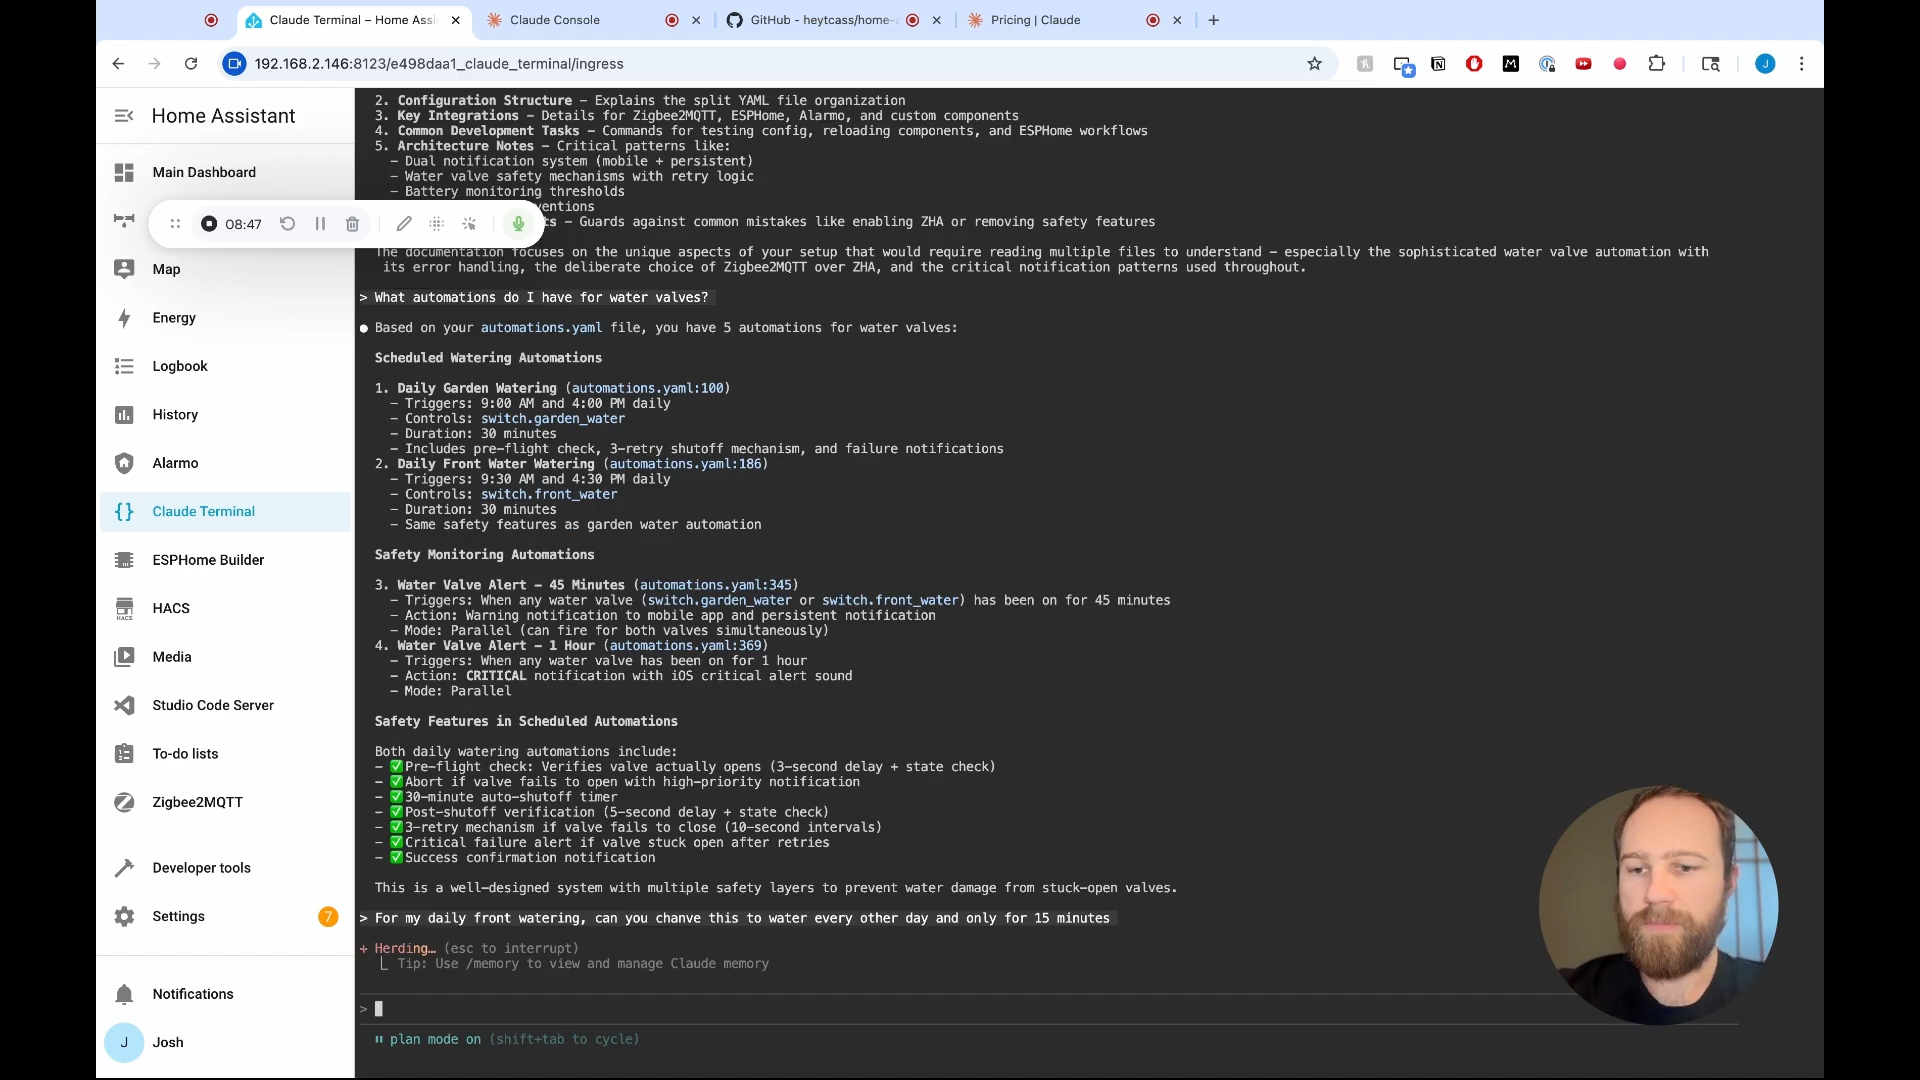 Claude Terminal – Home Assi
Claude Console
GitHub - heytcass/home-a
Pricing | Claude
192.168.2.146:8123/e498daa1_claude_terminal/ingress
J
Home Assistant
Main Dashboard
08:47
Map
Energy
Logbook
History
Alarmo
Claude Terminal
ESPHome Builder
HACS
HACS
Media
Studio Code Server
To-do lists
Zigbee2MQTT
Developer tools
Settings
7
Notifications
J
Josh
2. Configuration Structure – Explains the split YAML file organization
3. Key Integrations – Details for Zigbee2MQTT, ESPHome, Alarmo, and custom components
4. Common Development Tasks – Commands for testing config, reloading components, and ESPHome workflows
5. Architecture Notes – Critical patterns like:
– Dual notification system (mobile + persistent)
– Water valve safety mechanisms with retry logic
– Battery monitoring thresholds
ventions
ts – Guards against common mistakes like enabling ZHA or removing safety features
The documentation focuses on the unique aspects of your setup that would require reading multiple files to understand – especially the sophisticated water valve automation with
its error handling, the deliberate choice of Zigbee2MQTT over ZHA, and the critical notification patterns used throughout.
> What automations do I have for water valves?
● Based on your automations.yaml file, you have 5 automations for water valves:
Scheduled Watering Automations
1. Daily Garden Watering (automations.yaml:100)
– Triggers: 9:00 AM and 4:00 PM daily
– Controls: switch.garden_water
– Duration: 30 minutes
– Includes pre-flight check, 3-retry shutoff mechanism, and failure notifications
2. Daily Front Water Watering (automations.yaml:186)
– Triggers: 9:30 AM and 4:30 PM daily
– Controls: switch.front_water
– Duration: 30 minutes
– Same safety features as garden water automation
Safety Monitoring Automations
3. Water Valve Alert – 45 Minutes (automations.yaml:345)
– Triggers: When any water valve (switch.garden_water or switch.front_water) has been on for 45 minutes
– Action: Warning notification to mobile app and persistent notification
– Mode: Parallel (can fire for both valves simultaneously)
4. Water Valve Alert – 1 Hour (automations.yaml:369)
– Triggers: When any water valve has been on for 1 hour
– Action: CRITICAL notification with iOS critical alert sound
– Mode: Parallel
Safety Features in Scheduled Automations
Both daily watering automations include:
– ✅Pre-flight check: Verifies valve actually opens (3-second delay + state check)
– ✅Abort if valve fails to open with high-priority notification
– ✅30-minute auto-shutoff timer
– ✅Post-shutoff verification (5-second delay + state check)
– ✅3-retry mechanism if valve fails to close (10-second intervals)
– ✅Critical failure alert if valve stuck open after retries
– ✅Success confirmation notification
This is a well-designed system with multiple safety layers to prevent water damage from stuck-open valves.
> For my daily front watering, can you chanve this to water every other day and only for 15 minutes
+ Herding… (esc to interrupt)
⎿ Tip: Use /memory to view and manage Claude memory
>
⏸ plan mode on (shift+tab to cycle)